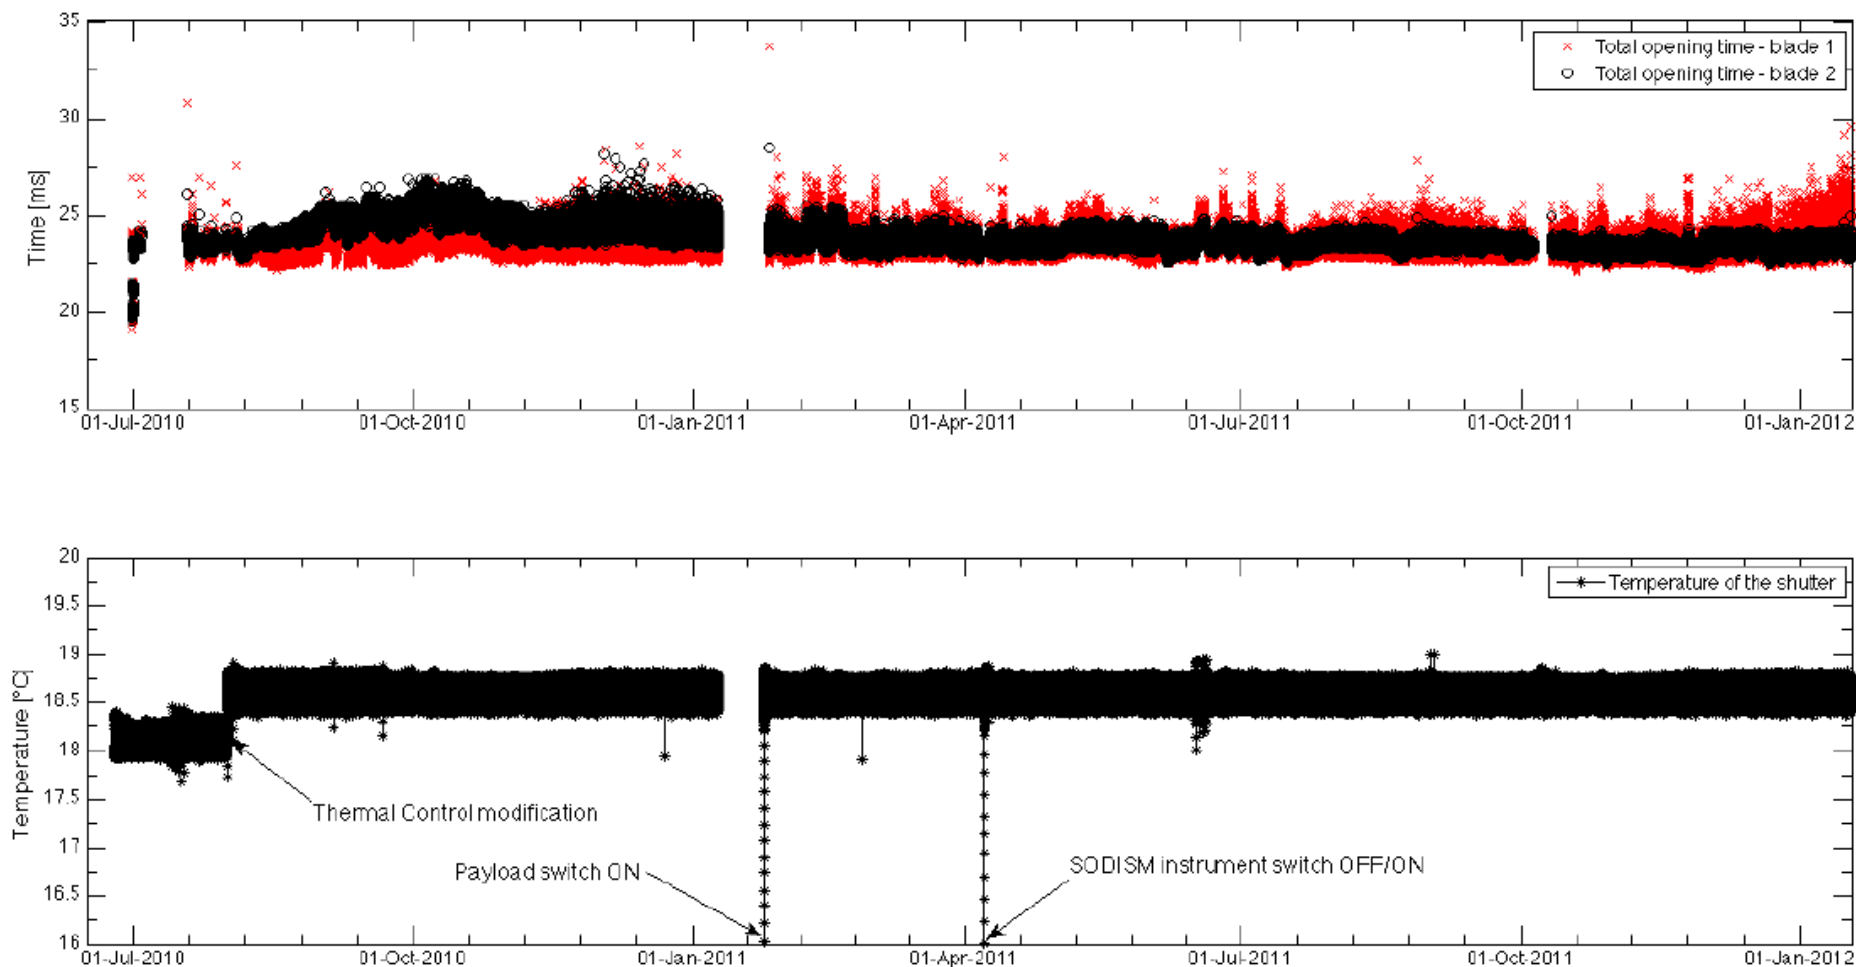 35
30
25
20
15
Time [ms]
× Total opening time - blade 1
o Total opening time - blade 2
01-Jul-2010 01-Oct-2010 01-Jan-2011 01-Apr-2011 01-Jul-2011 01-Oct-2011 01-Jan-2012
20
19.5
19
18.5
18
17.5
17
16.5
16
Temperature [°C]
Temperature of the shutter
Thermal Control modification
Payload switch ON
SODISM instrument switch OFF/ON
01-Jul-2010 01-Oct-2010 01-Jan-2011 01-Apr-2011 01-Jul-2011 01-Oct-2011 01-Jan-2012